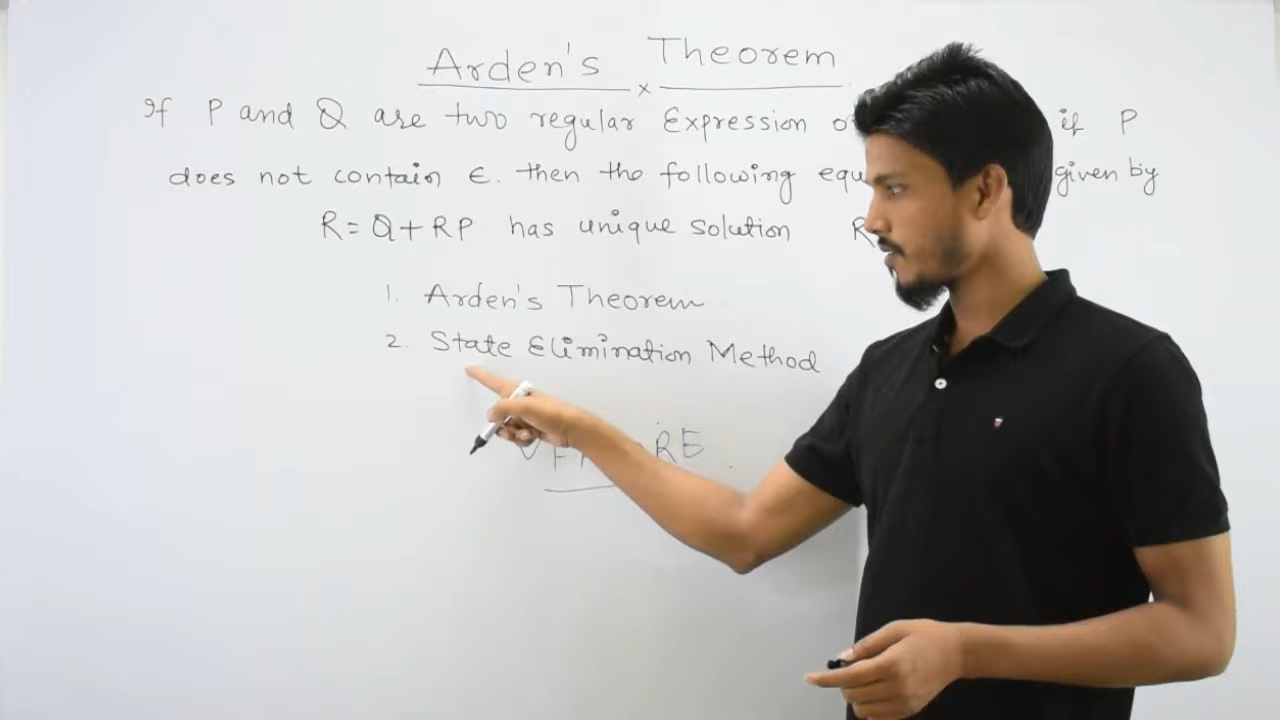 Arden's Theorem
If P and Q are two regular Expression if P
does not contain ϵ. then the following given by
R = Q + RP has unique solution R
1. Arden's Theorem
2. State Elimination Method
RE